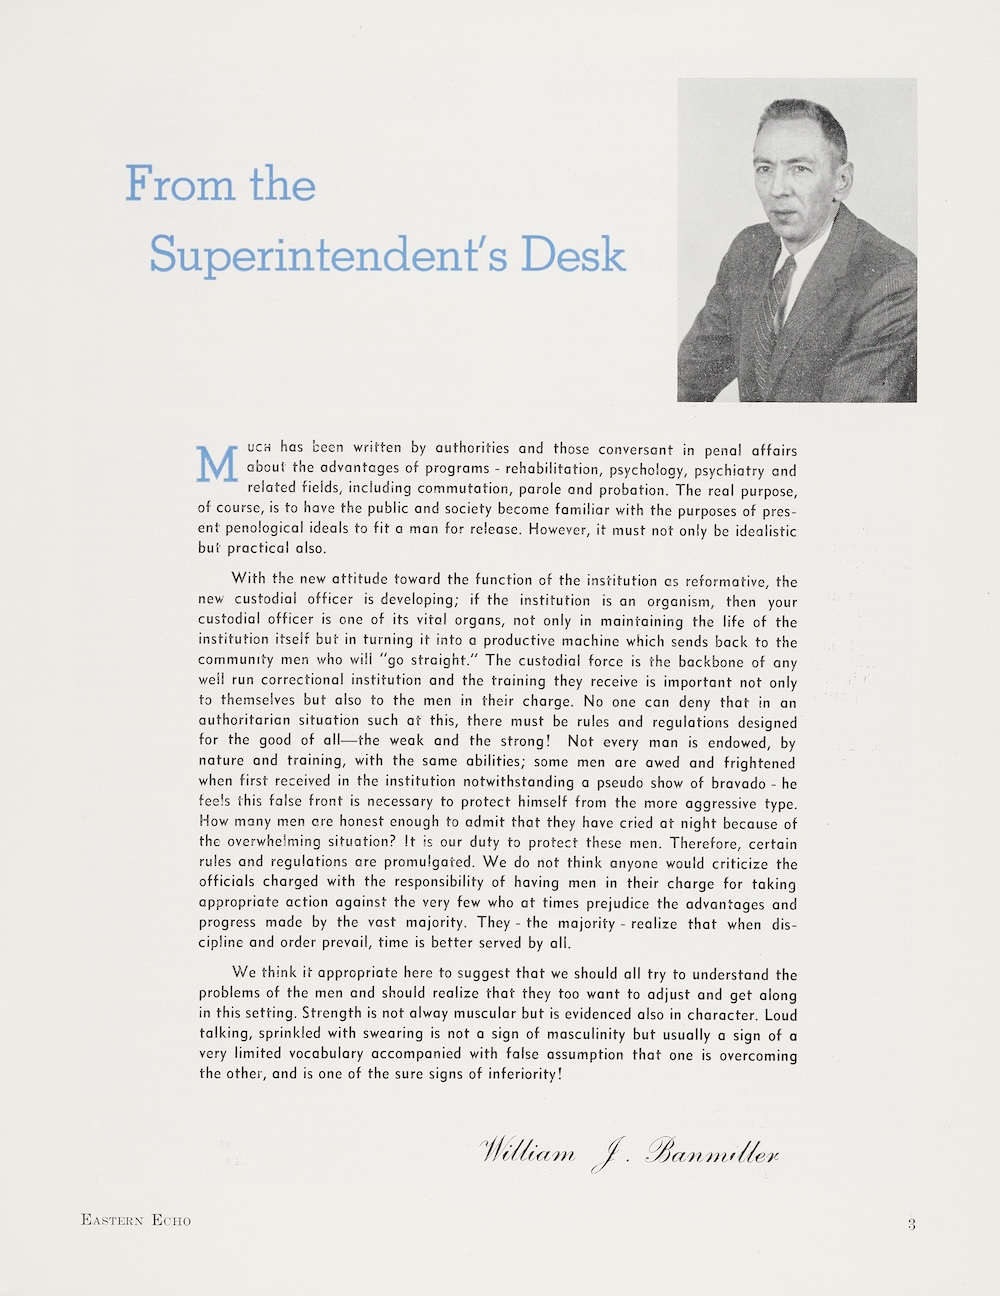 From the
Superintendent's Desk
MUCH has been written by authorities and those conversant in penal affairs
about the advantages of programs - rehabilitation, psychology, psychiatry and
related fields, including commutation, parole and probation. The real purpose,
of course, is to have the public and society become familiar with the purposes of pres-
ent penological ideals to fit a man for release. However, it must not only be idealistic
but practical also.
With the new attitude toward the function of the institution as reformative, the
new custodial officer is developing; if the institution is an organism, then your
custodial officer is one of its vital organs, not only in maintaining the life of the
institution itself but in turning it into a productive machine which sends back to the
community men who will "go straight." The custodial force is the backbone of any
well run correctional institution and the training they receive is important not only
to themselves but also to the men in their charge. No one can deny that in an
authoritarian situation such at this, there must be rules and regulations designed
for the good of all—the weak and the strong! Not every man is endowed, by
nature and training, with the same abilities; some men are awed and frightened
when first received in the institution notwithstanding a pseudo show of bravado - he
feels this false front is necessary to protect himself from the more aggressive type.
How many men are honest enough to admit that they have cried at night because of
the overwhelming situation? It is our duty to protect these men. Therefore, certain
rules and regulations are promulgated. We do not think anyone would criticize the
officials charged with the responsibility of having men in their charge for taking
appropriate action against the very few who at times prejudice the advantages and
progress made by the vast majority. They - the majority - realize that when dis-
cipline and order prevail, time is better served by all.
We think it appropriate here to suggest that we should all try to understand the
problems of the men and should realize that they too want to adjust and get along
in this setting. Strength is not alway muscular but is evidenced also in character. Loud
talking, sprinkled with swearing is not a sign of masculinity but usually a sign of a
very limited vocabulary accompanied with false assumption that one is overcoming
the other, and is one of the sure signs of inferiority!
William J. Banmiller
EASTERN ECHO
3